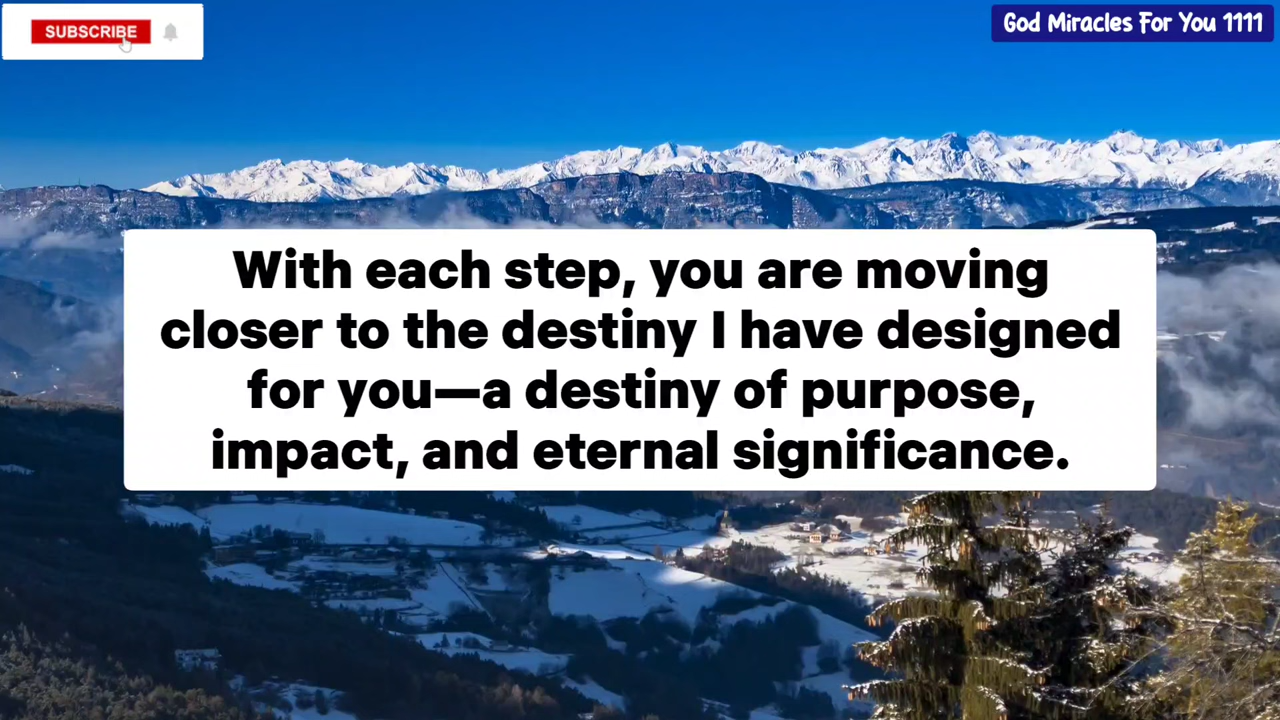 SUBSCRIBE
God Miracles For You 1111
With each step, you are moving
closer to the destiny I have designed
for you—a destiny of purpose,
impact, and eternal significance.